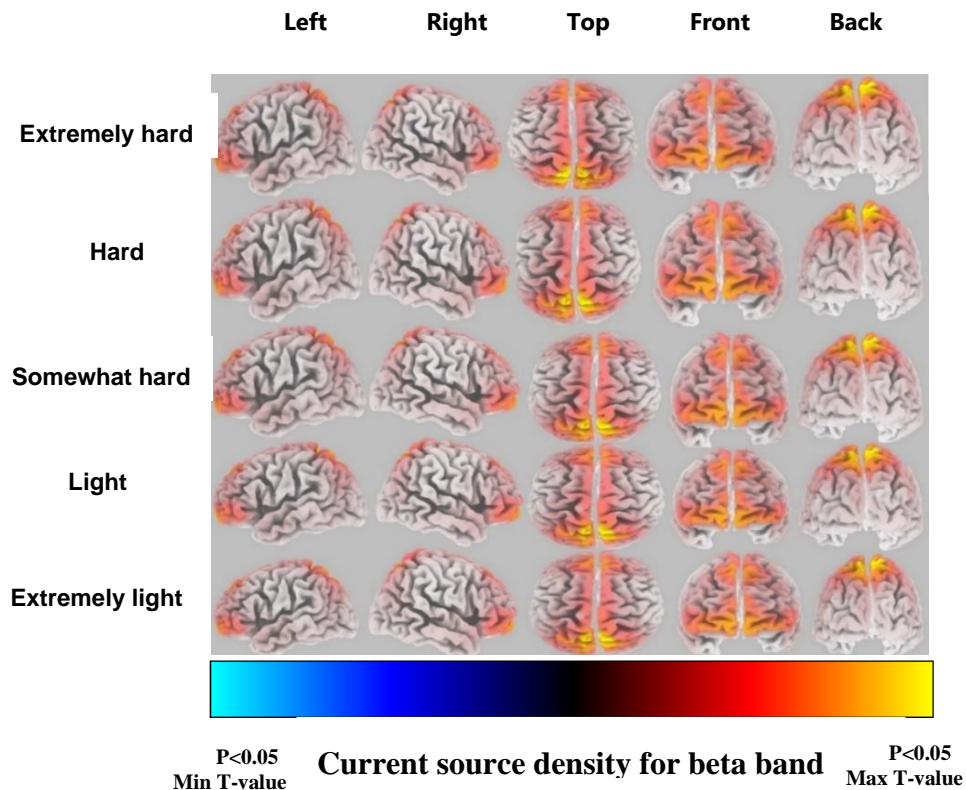 Left Right Top Front Back
Extremely hard
Hard
Somewhat hard
Light
Extremely light
P<0.05
Min T-value
Current source density for beta band
P<0.05
Max T-value